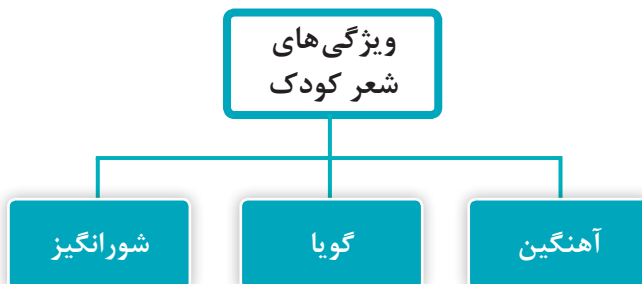 ویژگی‌های
شعر کودک
آهنگین
گویا
شورانگیز